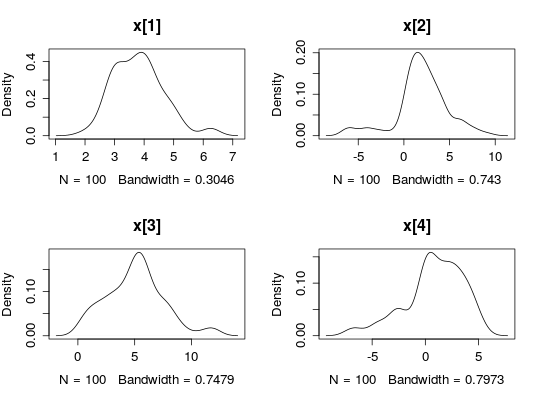 x[1]
Density
0.0 0.2 0.4
1 2 3 4 5 6 7
N = 100 Bandwidth = 0.3046
x[2]
Density
0.00 0.10 0.20
-5 0 5 10
N = 100 Bandwidth = 0.743
x[3]
Density
0.00 0.10
0 5 10
N = 100 Bandwidth = 0.7479
x[4]
Density
0.00 0.10
-5 0 5
N = 100 Bandwidth = 0.7973